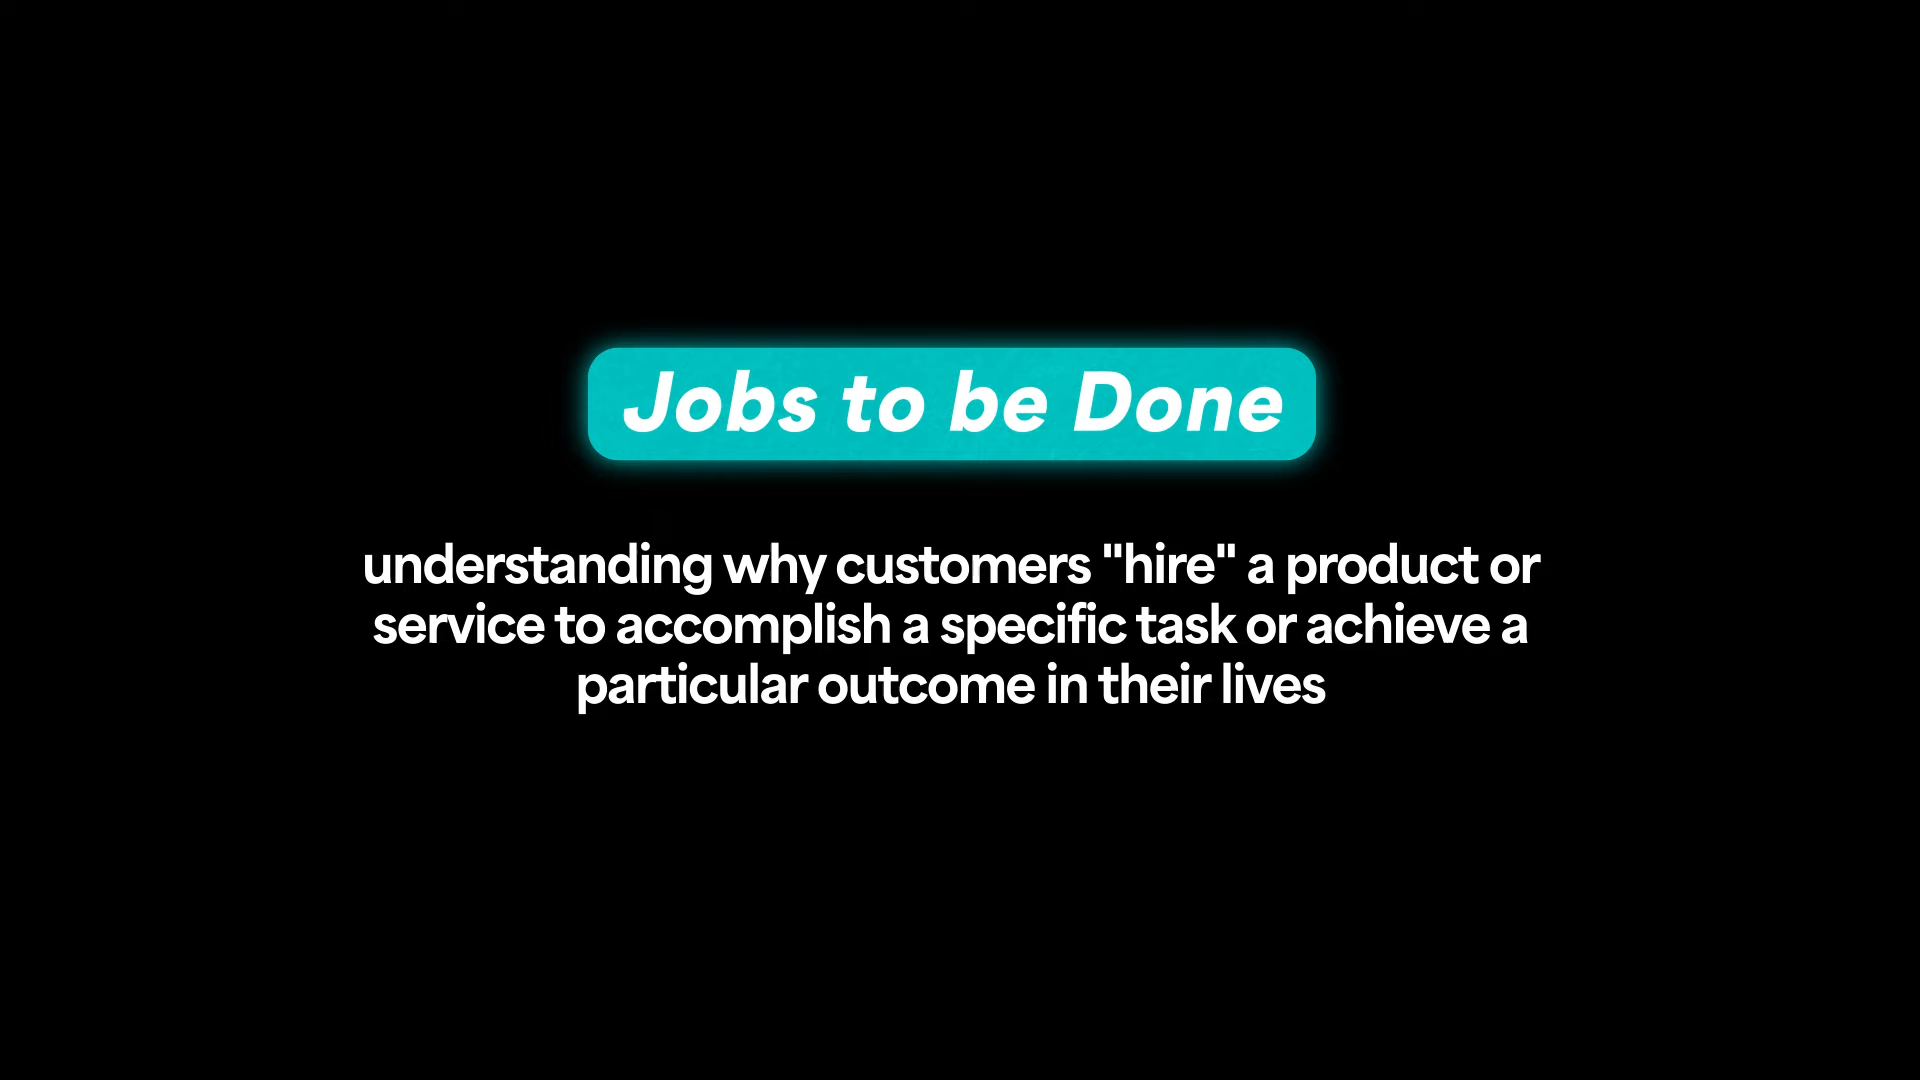 Jobs to be Done
understanding why customers "hire" a product or
service to accomplish a specific task or achieve a
particular outcome in their lives